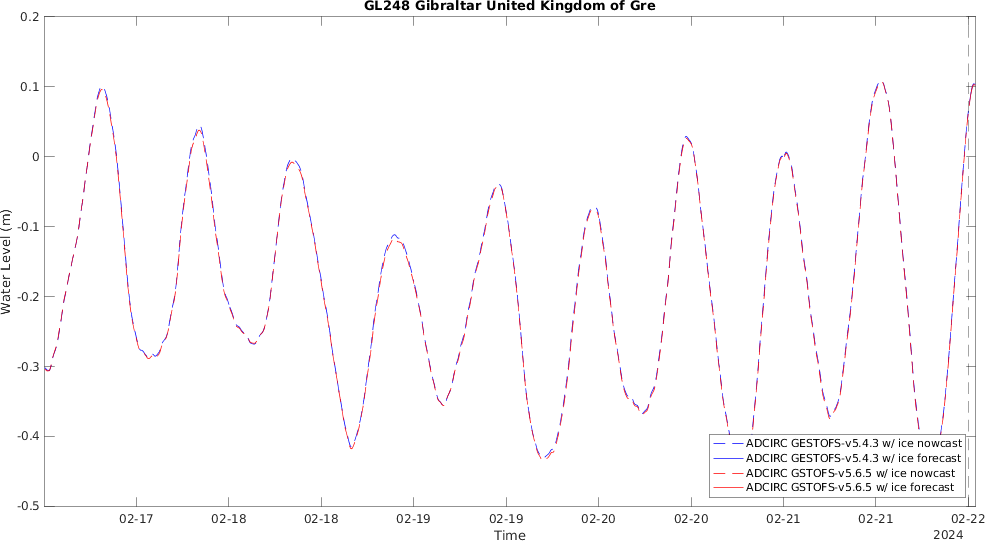 GL248 Gibraltar United Kingdom of Gre
0.2
0.1
0
-0.1
-0.2
-0.3
-0.4
-0.5
Water Level (m)
ADCIRC GESTOFS-v5.4.3 w/ ice nowcast
ADCIRC GESTOFS-v5.4.3 w/ ice forecast
ADCIRC GSTOFS-v5.6.5 w/ ice nowcast
ADCIRC GSTOFS-v5.6.5 w/ ice forecast
02-17 02-18 02-18 02-19 02-19 02-20 02-20 02-21 02-21 02-22
Time
2024